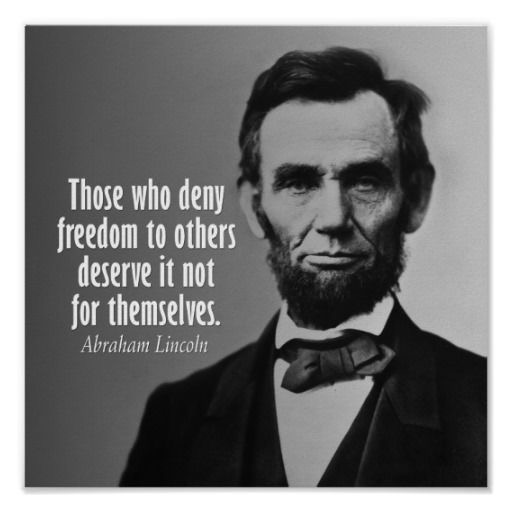 Those who deny
freedom to others
deserve it not
for themselves.
Abraham Lincoln